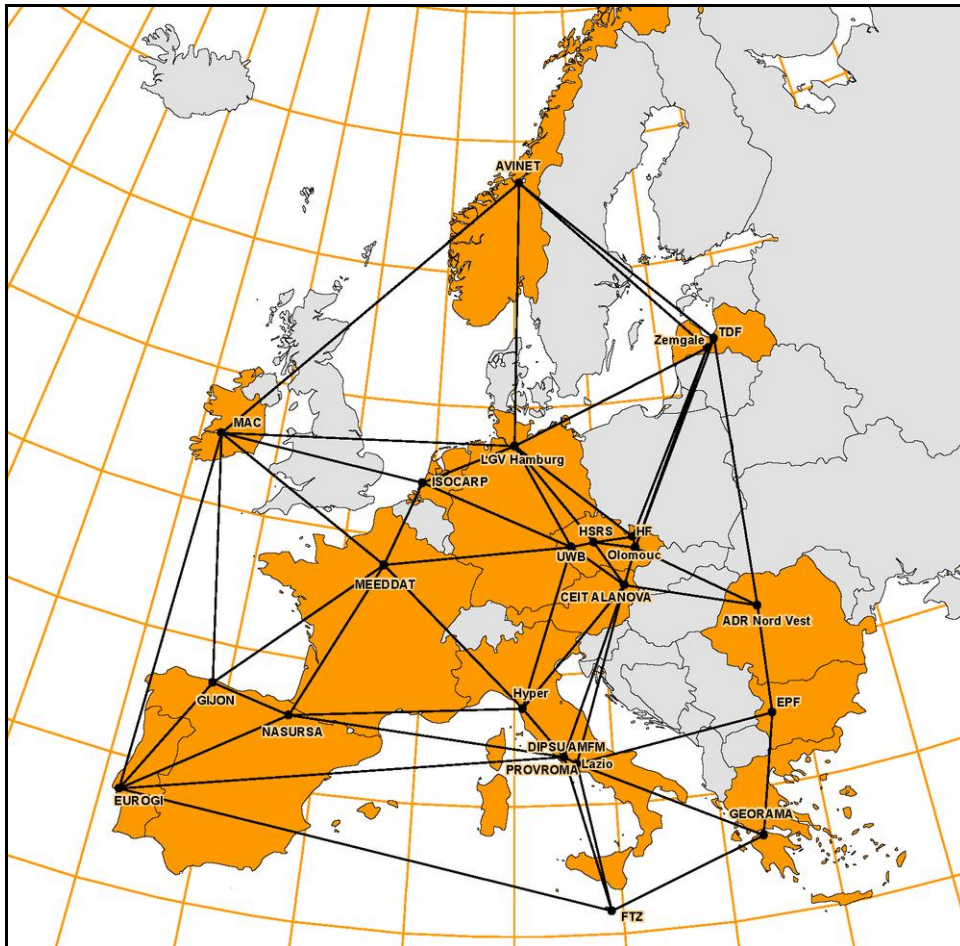 AVINET
TDF
Zemgale
MAC
LGV Hamburg
ISOCARP
HSRS
HF
UWB
Olomouc
MEEDDAT
CEIT ALANOVA
ADR Nord Vest
GIJON
Hyper
EPF
NASURSA
DIPSU AMFM
PROVROMA
Lazio
EUROGI
GEORAMA
FTZ